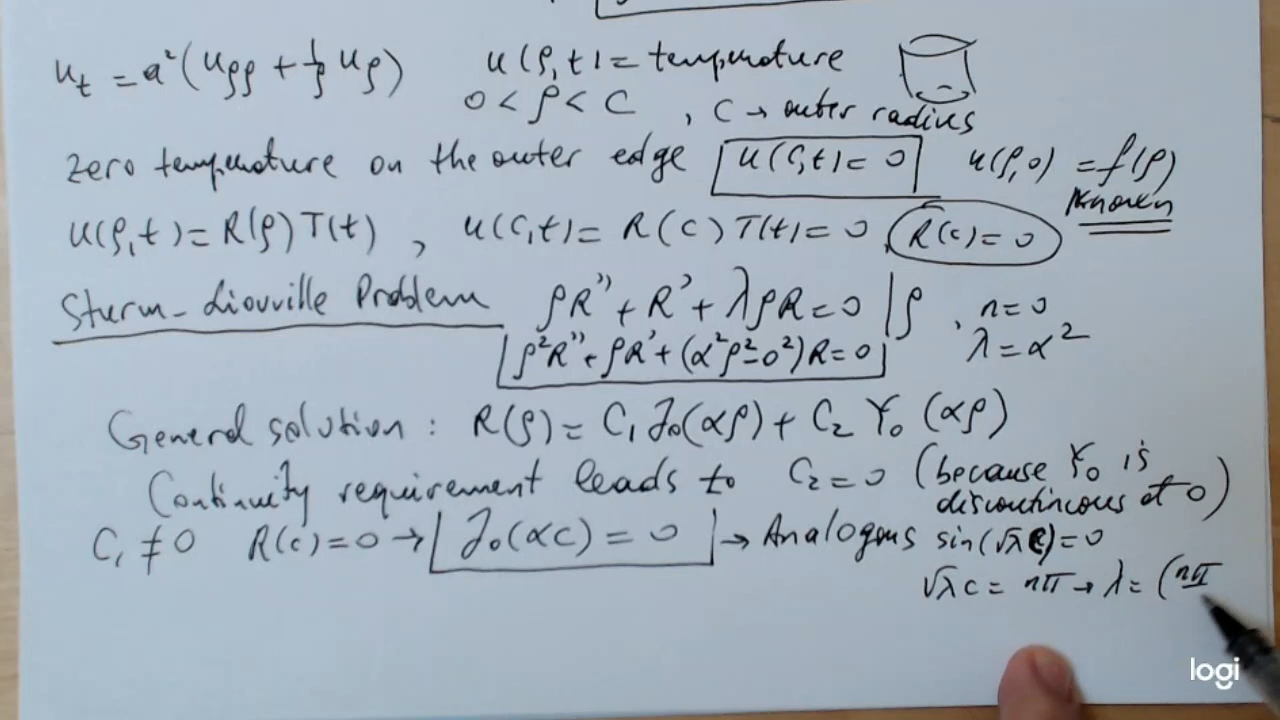 u_t = a²(u_ρρ + 1/ρ u_ρ)   u(ρ,t) = temperature
0 < ρ < C , C → outer radius
zero temperature on the outer edge u(C,t) = 0   u(ρ,0) = f(ρ)
Known
u(ρ,t) = R(ρ)T(t) , u(C,t) = R(c)T(t) = 0   R(c) = 0
Sturm-Liouville Problem   ρR'' + R' + λρR = 0 | ρ , n=0
ρ²R'' + ρR' + (α²ρ² - 0²)R = 0   λ = α²
General solution : R(ρ) = C₁ J₀(αρ) + C₂ Y₀(αρ)
Continuity requirement leads to C₂ = 0 (because Y₀ is
discontinous at 0)
C₁ ≠ 0   R(c) = 0 → J₀(αc) = 0 → Analogous sin(√λ c) = 0
√λ c = nπ → λ = (nπ
logi